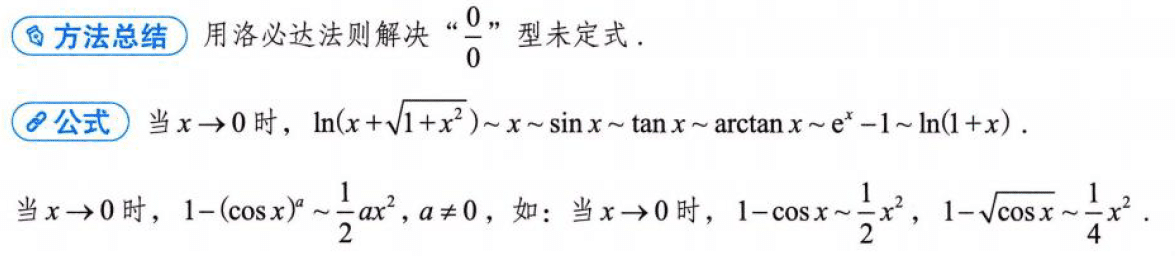 方法总结 用洛必达法则解决“$\frac{0}{0}$”型未定式.
公式 当 $x \to 0$ 时，$\ln(x+\sqrt{1+x^2}) \sim x \sim \sin x \sim \tan x \sim \arctan x \sim \mathrm{e}^x - 1 \sim \ln(1+x)$.
当 $x \to 0$ 时，$1-(\cos x)^a \sim \frac{1}{2}ax^2, a \neq 0$，如：当 $x \to 0$ 时，$1-\cos x \sim \frac{1}{2}x^2$，$1-\sqrt{\cos x} \sim \frac{1}{4}x^2$.